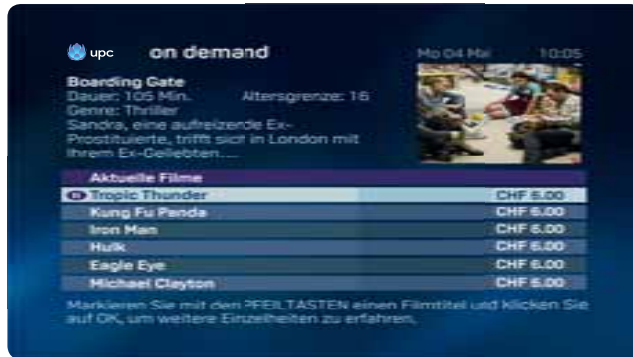 upc on demand Mo 04 Mai 10:05
Boarding Gate
Dauer: 105 Min. Altersgrenze: 16
Genre: Thriller
Sandra, eine aufreizende Ex-
Prostituierte, trifft sich in London mit
Ihrem Ex-Geliebten....
Aktuelle Filme
Tropic Thunder CHF 6.00
Kung Fu Panda CHF 6.00
Iron Man CHF 6.00
Hulk CHF 6.00
Eagle Eye CHF 6.00
Michael Clayton CHF 6.00
Markieren Sie mit den PFEILTASTEN einen Filmtitel und klicken Sie
auf OK, um weitere Einzelheiten zu erfahren.